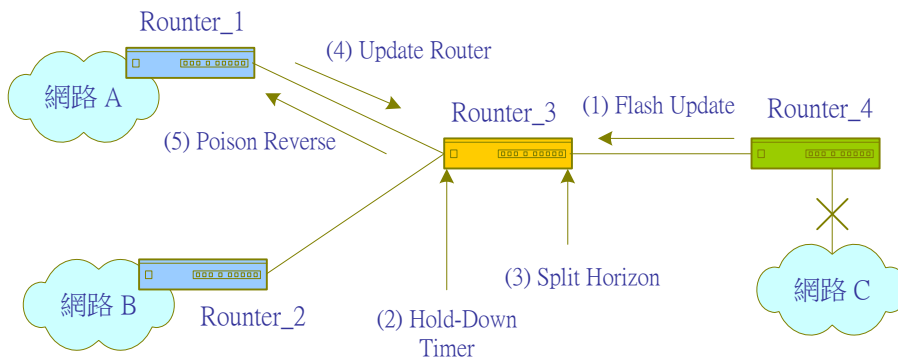 Rounter_1
(4) Update Router
網路 A
Rounter_3
(1) Flash Update
Rounter_4
(5) Poison Reverse
(3) Split Horizon
網路 B
網路 C
Rounter_2
(2) Hold-Down
Timer